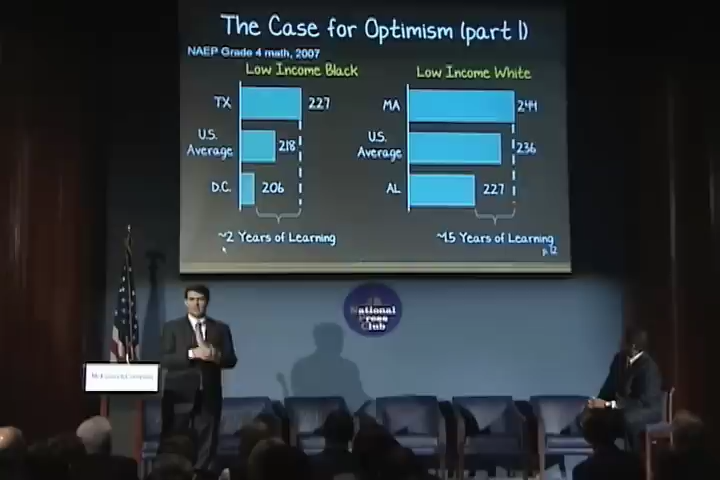 The Case for Optimism (part I)
NAEP Grade 4 math, 2007
Low Income Black
TX 227
U.S.
Average 218
D.C. 206
~2 Years of Learning
Low Income White
MA 244
U.S.
Average 236
AL 227
~1.5 Years of Learning
p.12
National
Press
Club